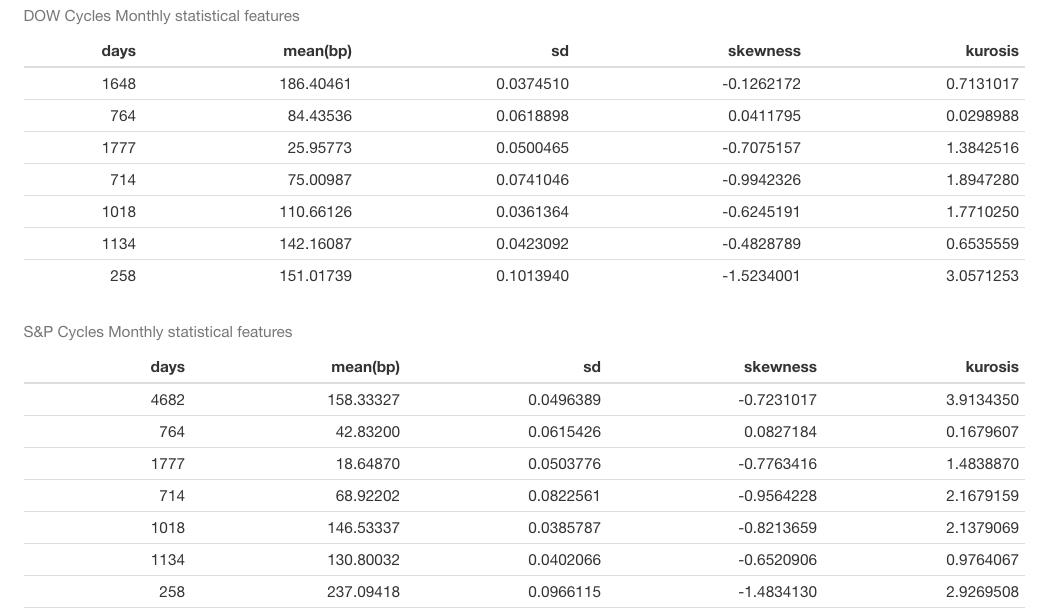 DOW Cycles Monthly statistical features
days mean(bp) sd skewness kurosis
1648 186.40461 0.0374510 -0.1262172 0.7131017
764 84.43536 0.0618898 0.0411795 0.0298988
1777 25.95773 0.0500465 -0.7075157 1.3842516
714 75.00987 0.0741046 -0.9942326 1.8947280
1018 110.66126 0.0361364 -0.6245191 1.7710250
1134 142.16087 0.0423092 -0.4828789 0.6535559
258 151.01739 0.1013940 -1.5234001 3.0571253
S&P Cycles Monthly statistical features
days mean(bp) sd skewness kurosis
4682 158.33327 0.0496389 -0.7231017 3.9134350
764 42.83200 0.0615426 0.0827184 0.1679607
1777 18.64870 0.0503776 -0.7763416 1.4838870
714 68.92202 0.0822561 -0.9564228 2.1679159
1018 146.53337 0.0385787 -0.8213659 2.1379069
1134 130.80032 0.0402066 -0.6520906 0.9764067
258 237.09418 0.0966115 -1.4834130 2.9269508